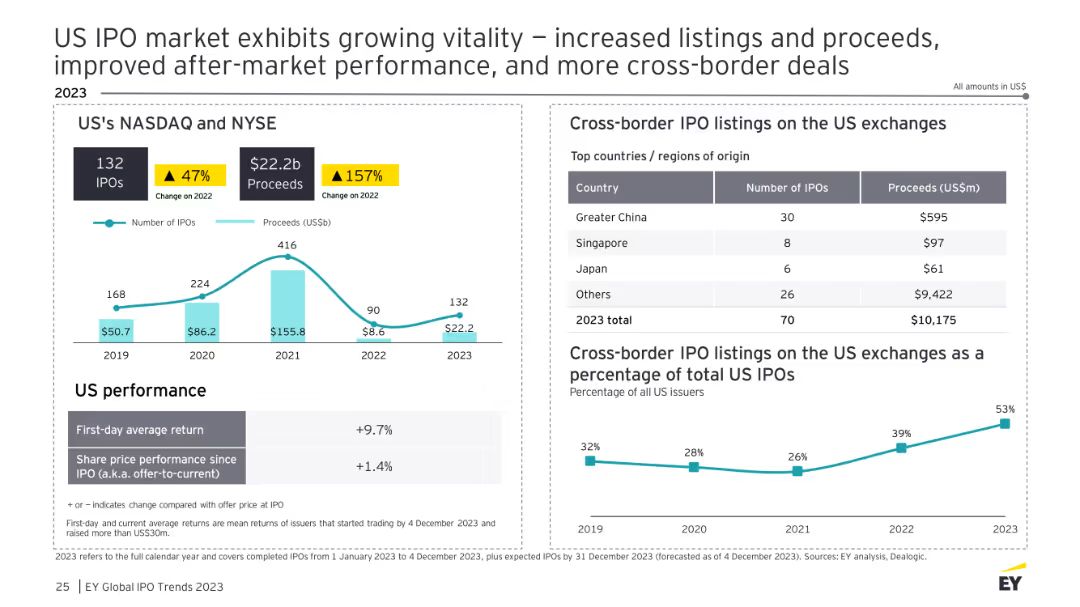 US IPO market exhibits growing vitality – increased listings and proceeds,
improved after-market performance, and more cross-border deals
All amounts in US$
2023
US's NASDAQ and NYSE
132
IPOs
▲ 47%
Change on 2022
$22.2b
Proceeds
▲157%
Change on 2022
Number of IPOs
Proceeds (US$b)
168
224
416
90
132
$50.7
$86.2
$155.8
$8.6
$22.2
2019
2020
2021
2022
2023
US performance
First-day average return
+9.7%
Share price performance since
IPO (a.k.a. offer-to-current)
+1.4%
+ or – indicates change compared with offer price at IPO
First-day and current average returns are mean returns of issuers that started trading by 4 December 2023 and
raised more than US$30m.
Cross-border IPO listings on the US exchanges
Top countries / regions of origin
Country Number of IPOs Proceeds (US$m)
Greater China 30 $595
Singapore 8 $97
Japan 6 $61
Others 26 $9,422
2023 total 70 $10,175
Cross-border IPO listings on the US exchanges as a
percentage of total US IPOs
Percentage of all US issuers
32%
28%
26%
39%
53%
2019
2020
2021
2022
2023
2023 refers to the full calendar year and covers completed IPOs from 1 January 2023 to 4 December 2023, plus expected IPOs by 31 December 2023 (forecasted as of 4 December 2023). Sources: EY analysis, Dealogic.
25 | EY Global IPO Trends 2023
EY